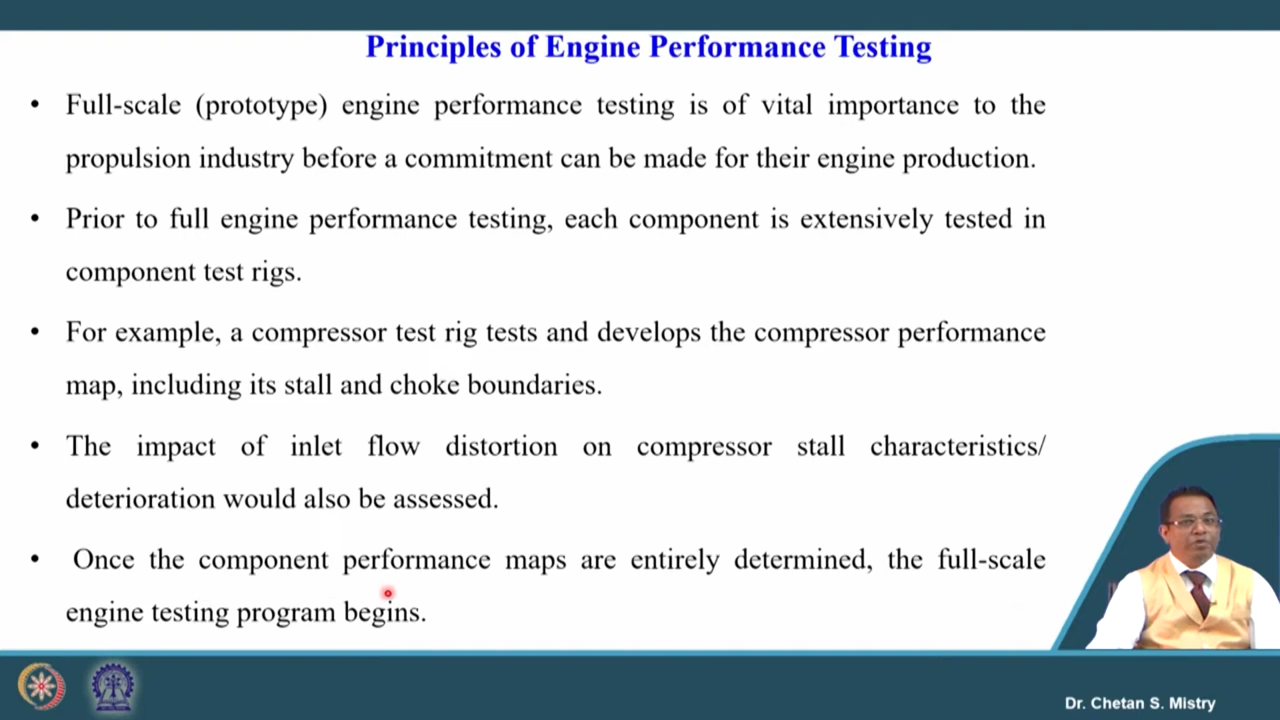 Principles of Engine Performance Testing
• Full-scale (prototype) engine performance testing is of vital importance to the
propulsion industry before a commitment can be made for their engine production.
• Prior to full engine performance testing, each component is extensively tested in
component test rigs.
• For example, a compressor test rig tests and develops the compressor performance
map, including its stall and choke boundaries.
• The impact of inlet flow distortion on compressor stall characteristics/
deterioration would also be assessed.
• Once the component performance maps are entirely determined, the full-scale
engine testing program begins.
Dr. Chetan S. Mistry